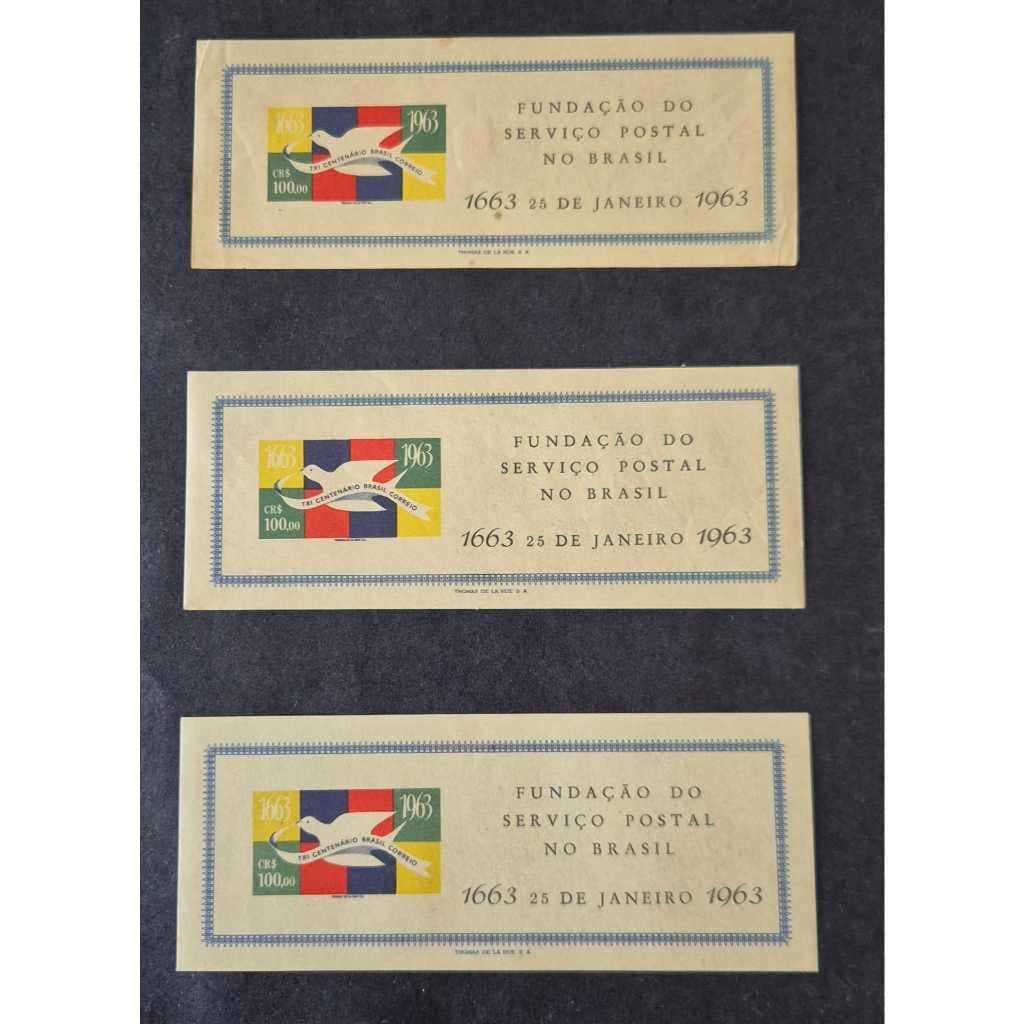 1663 1963
TRI CENTENÁRIO BRASIL CORREIO
CR$
100,00
FUNDAÇÃO DO
SERVIÇO POSTAL
NO BRASIL
1663 25 DE JANEIRO 1963
THOMAS DE LA RUE S. A.
1663 1963
TRI CENTENÁRIO BRASIL CORREIO
CR$
100,00
FUNDAÇÃO DO
SERVIÇO POSTAL
NO BRASIL
1663 25 DE JANEIRO 1963
THOMAS DE LA RUE S. A.
1663 1963
TRI CENTENÁRIO BRASIL CORREIO
CR$
100,00
FUNDAÇÃO DO
SERVIÇO POSTAL
NO BRASIL
1663 25 DE JANEIRO 1963
THOMAS DE LA RUE S. A.